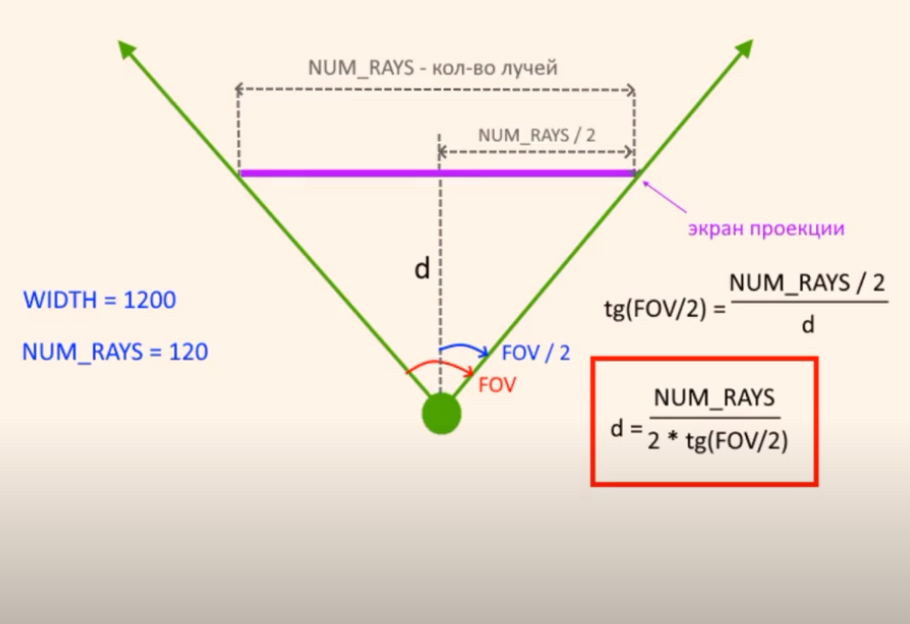 NUM_RAYS - кол-во лучей
NUM_RAYS / 2
экран проекции
d
WIDTH = 1200
NUM_RAYS = 120
FOV / 2
FOV
tg(FOV/2) = NUM_RAYS / 2
d
d = NUM_RAYS
2 * tg(FOV/2)